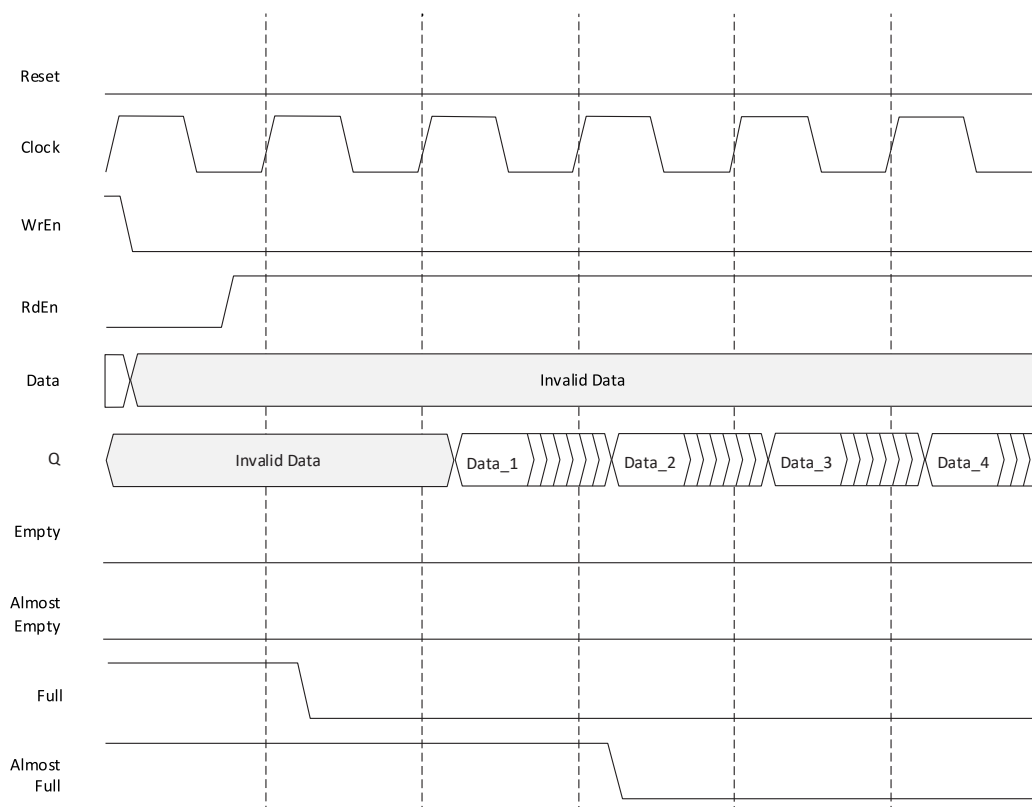 Reset
Clock
WrEn
RdEn
Data
Invalid Data
Q
Invalid Data
Data_1
Data_2
Data_3
Data_4
Empty
Almost
Empty
Full
Almost
Full